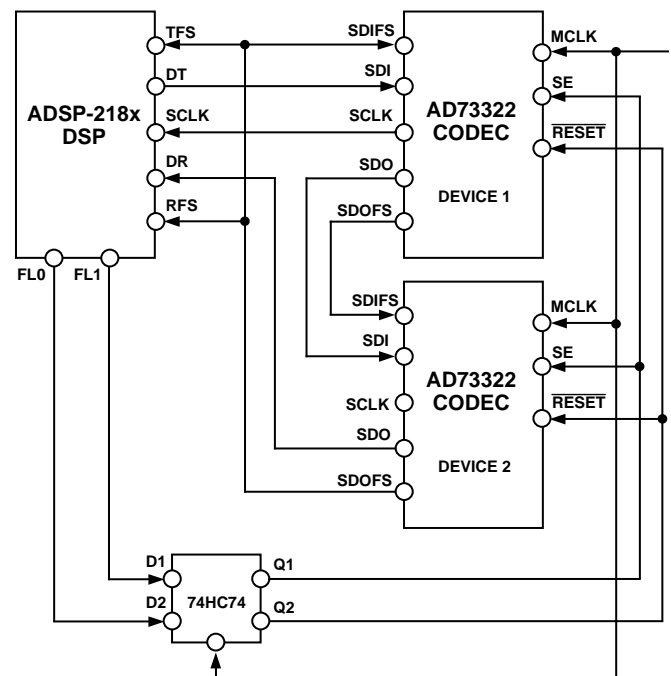 TFS
DT
ADSP-218x
DSP
SCLK
DR
RFS
FL0
FL1
SDIFS
SDI
SCLK
SDO
SDOFS
AD73322
CODEC
DEVICE 1
MCLK
SE
RESET
SDIFS
SDI
SCLK
SDO
SDOFS
AD73322
CODEC
DEVICE 2
MCLK
SE
RESET
D1
D2
74HC74
Q1
Q2